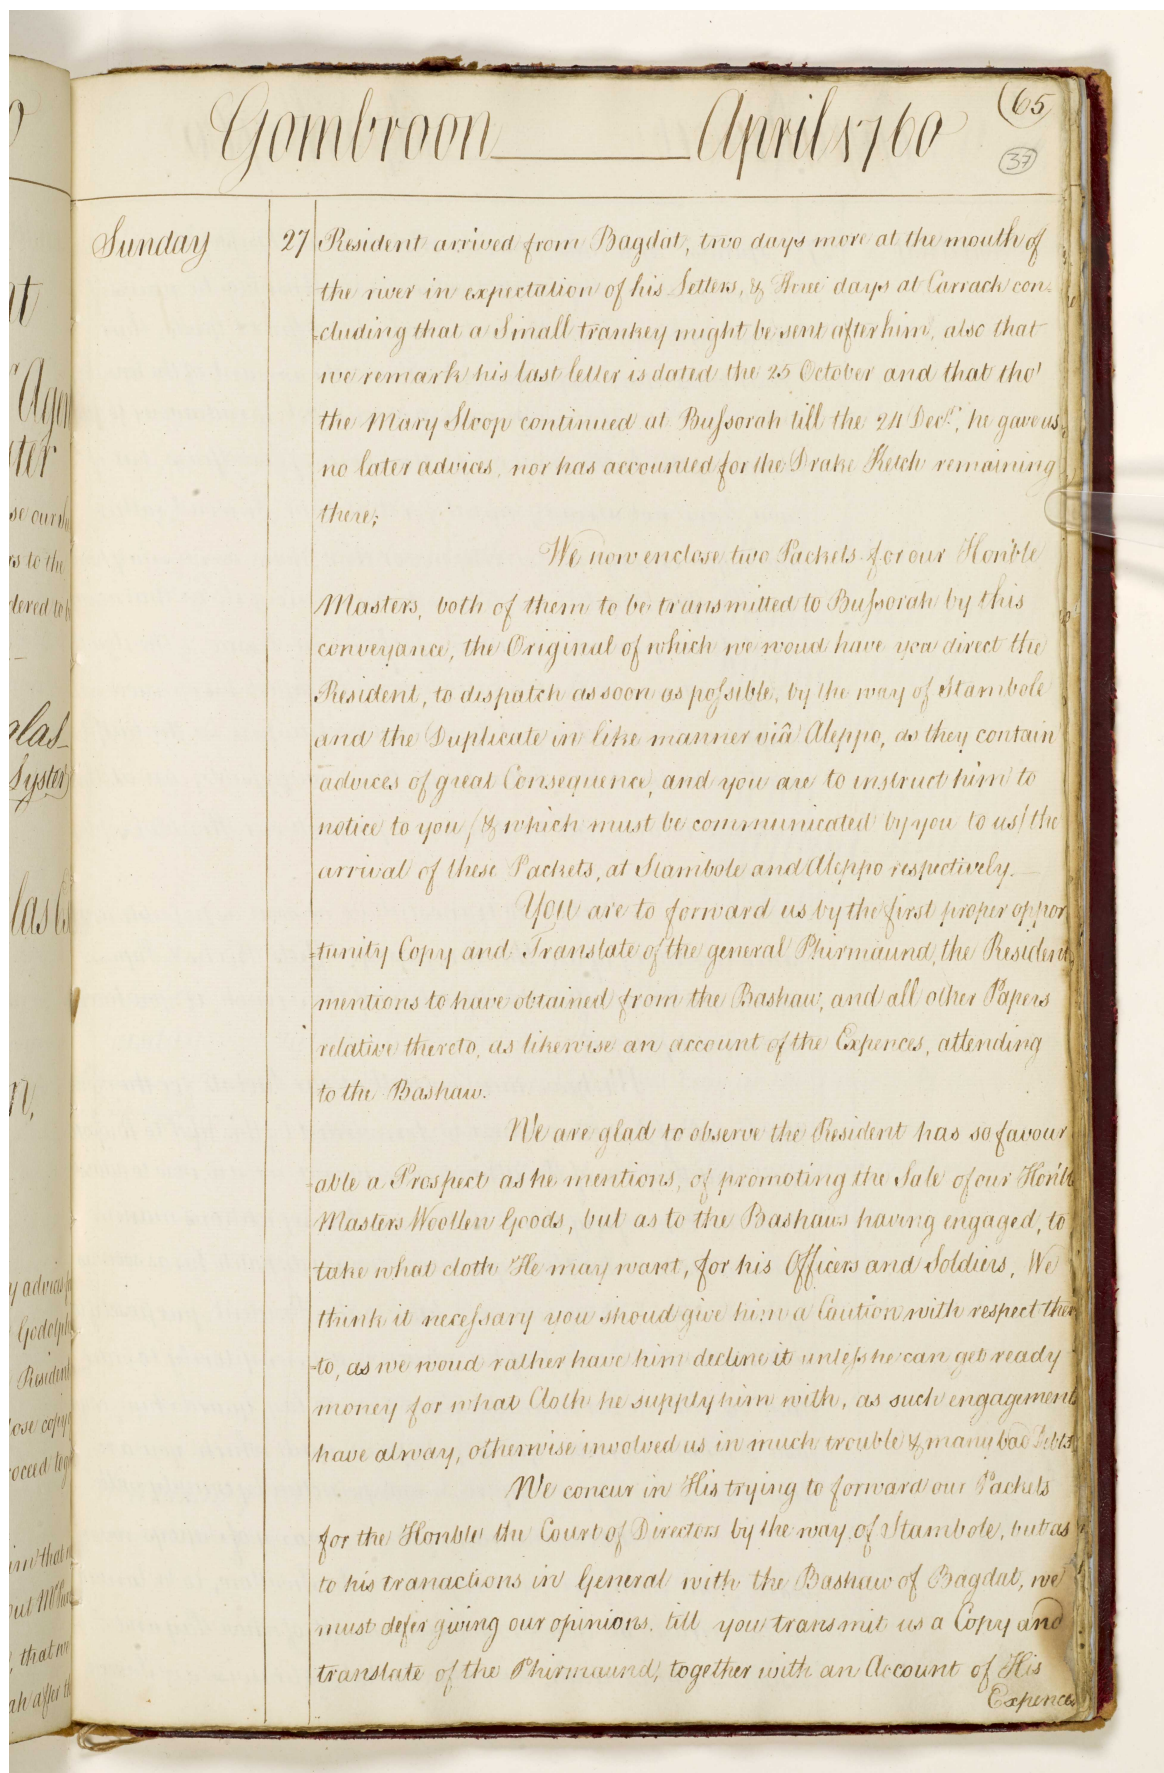 65
Gombroon April 1760
37
Sunday 27 Resident arrived from Bagdat, two days more at the mouth of
the river in expectation of his Letters, & Three days at Carrack con-
-cluding that a Small trankey might be sent after him, also that
we remark his last letter is dated the 25 October and that tho'
the Mary Sloop continued at Bussorah till the 24 Decr., he gave us
no later advices, nor has accounted for the Drake Ketch remaining
there;
We now enclose two Packets for our Honble
Masters, both of them to be transmitted to Bussorah by this
conveyance, the Original of which we woud have you direct the
Resident, to dispatch as soon as possible, by the way of Stambole
and the Duplicate in like manner viâ Aleppo, as they contain
advices of great Consequence, and you are to instruct him to
notice to you (& which must be communicated by you to us) the
arrival of these Packets, at Stambole and Aleppo respectively.
You are to forward us by the first proper oppor
-tunity Copy and Translate of the general Phirmaund, the Resident
mentions to have obtained from the Bashaw, and all other Papers
relative thereto, as likewise an account of the Expences, attending
to the Bashaw.
We are glad to observe the Resident has so favour
-able a Prospect as he mentions, of promoting the Sale of our Honble
Masters Woollen Goods, but as to the Bashaws having engaged, to
take what cloth He may want, for his Officers and Soldiers, We
think it necessary you shoud give him a Caution with respect there
-to, as we woud rather have him decline it unless he can get ready
money for what Cloth he supply him with, as such engagements
have alway, otherwise involved us in much trouble & many bad Debts
We concur in His trying to forward our Packets
for the Honble the Court of Directors by the way of Stambole, but as
to his tranactions in General with the Bashaw of Bagdat, we
must defer giving our opinions, till you transmit us a Copy and
translate of the Phirmaund, together with an Account of His
Expences